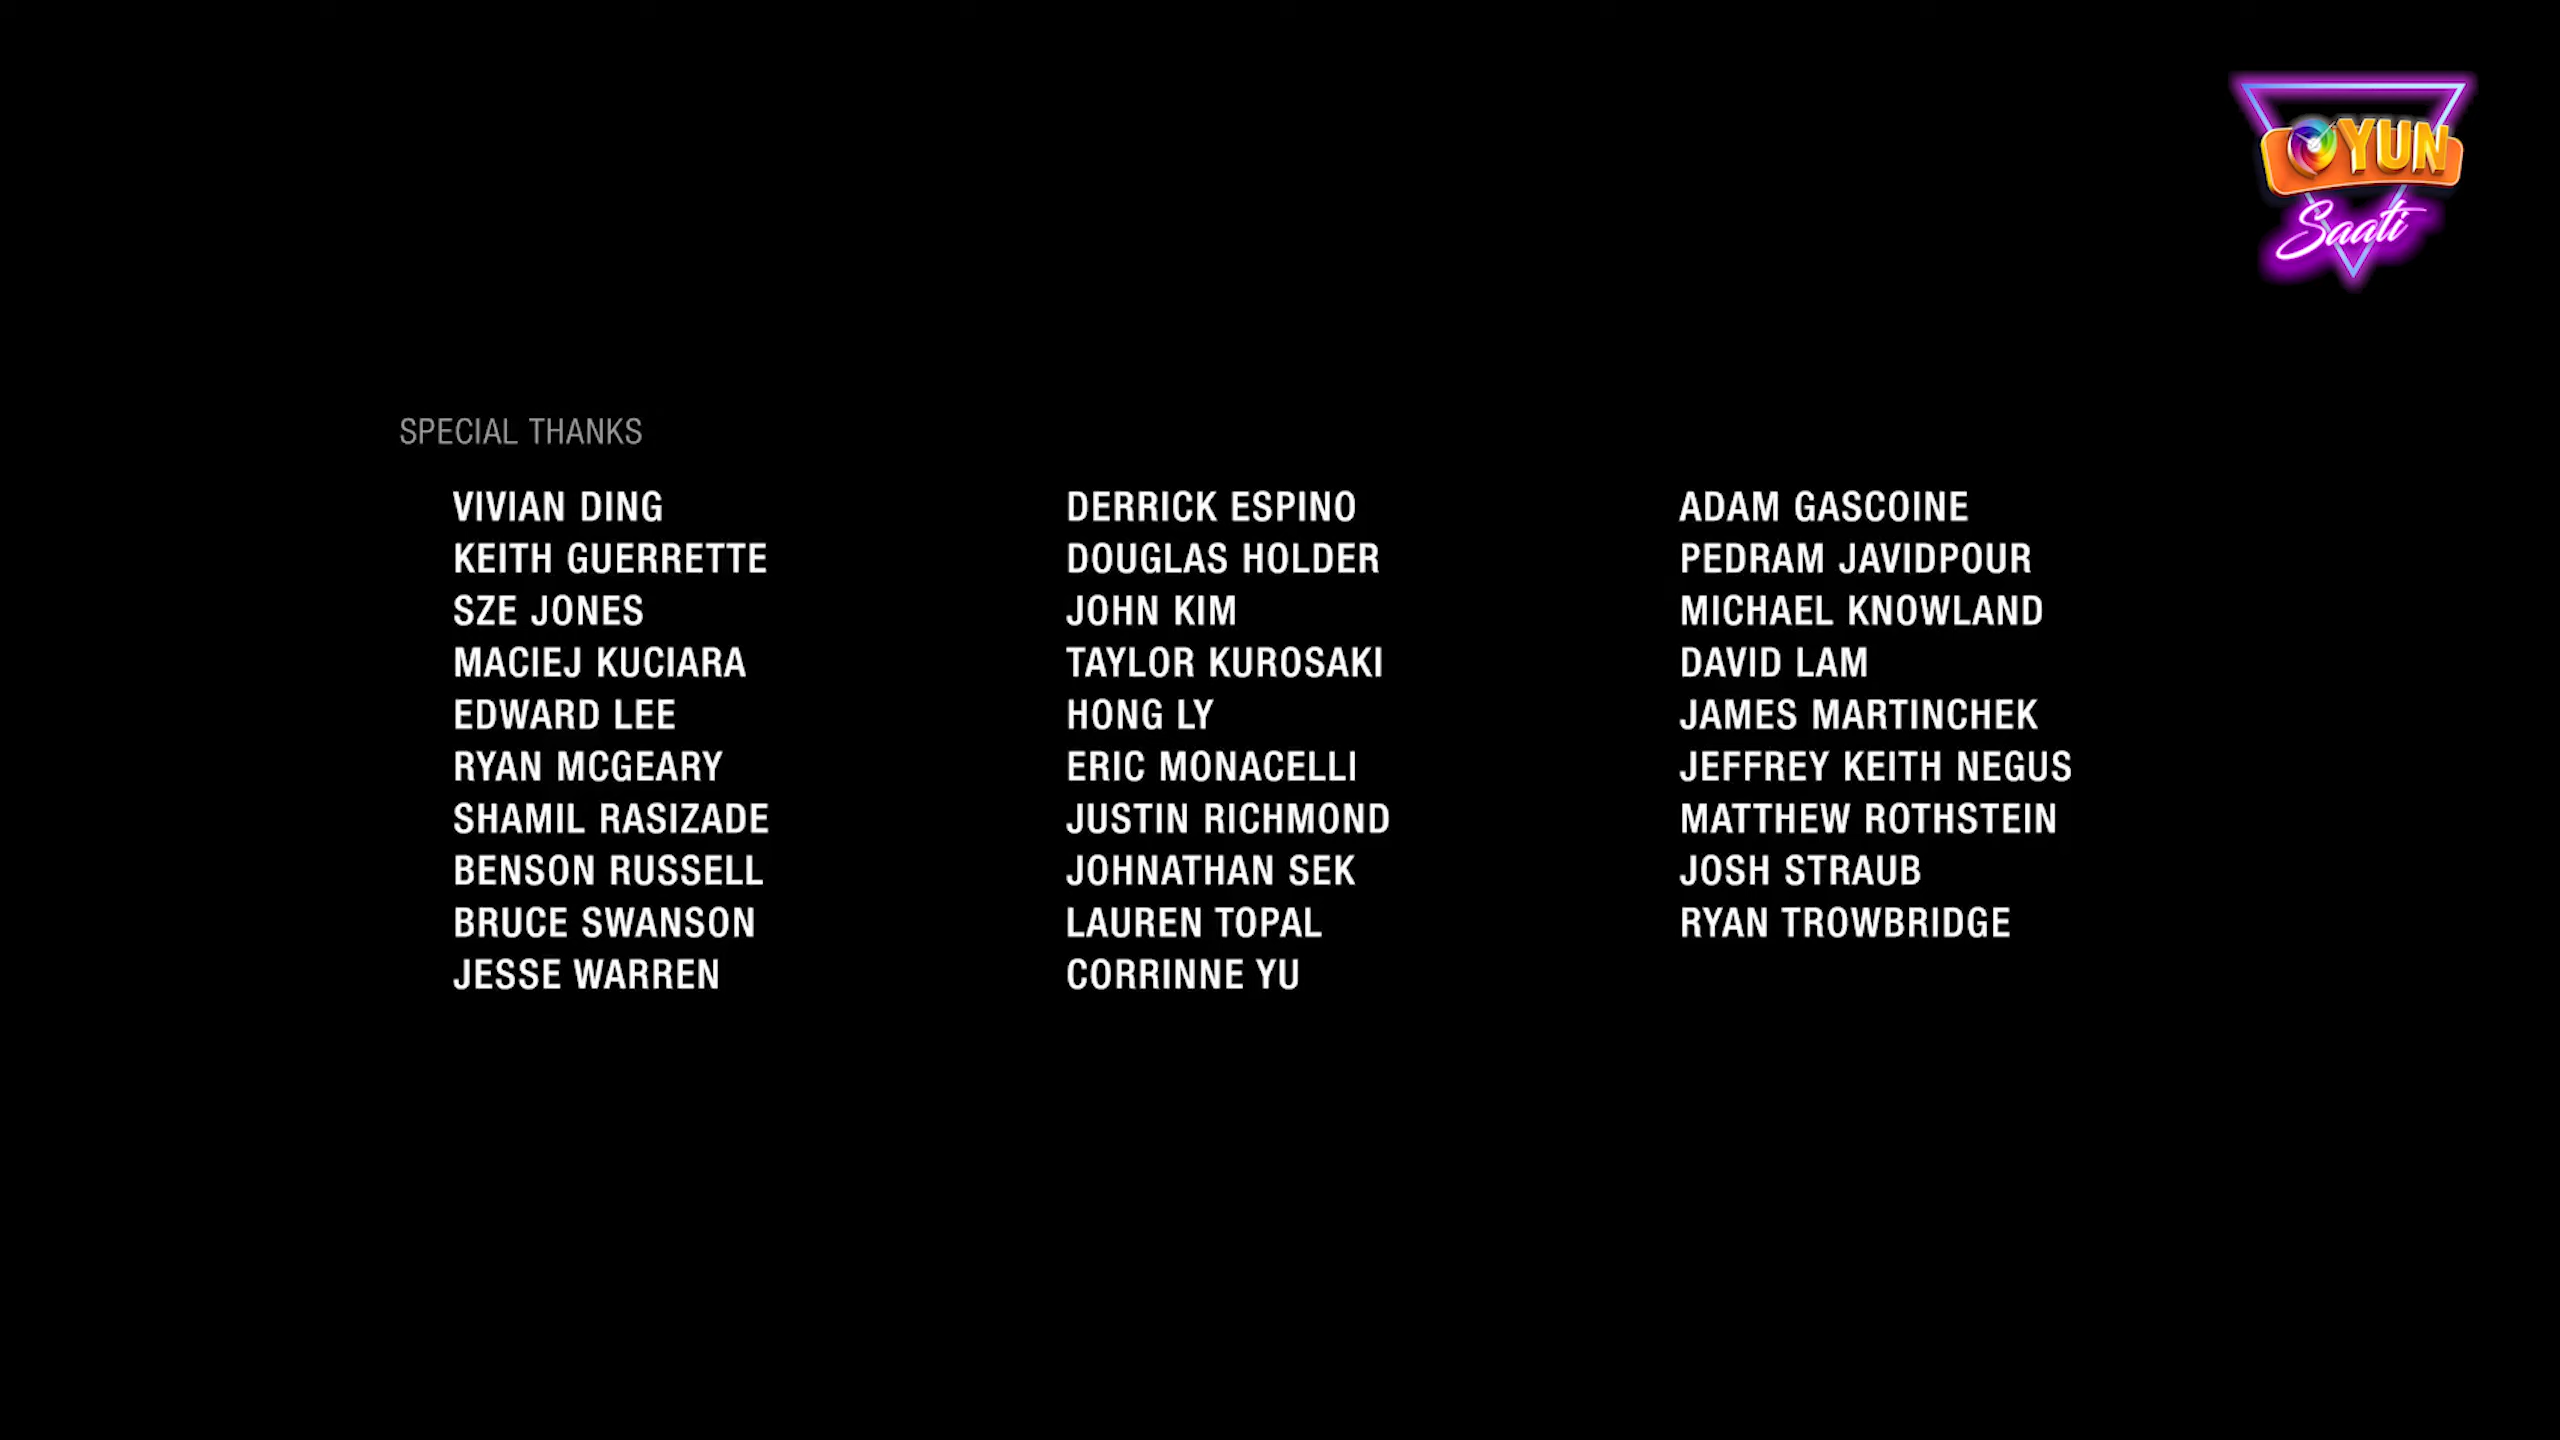 OYUN
Saati
SPECIAL THANKS
VIVIAN DING
KEITH GUERRETTE
SZE JONES
MACIEJ KUCIARA
EDWARD LEE
RYAN MCGEARY
SHAMIL RASIZADE
BENSON RUSSELL
BRUCE SWANSON
JESSE WARREN
DERRICK ESPINO
DOUGLAS HOLDER
JOHN KIM
TAYLOR KUROSAKI
HONG LY
ERIC MONACELLI
JUSTIN RICHMOND
JOHNATHAN SEK
LAUREN TOPAL
CORRINNE YU
ADAM GASCOINE
PEDRAM JAVIDPOUR
MICHAEL KNOWLAND
DAVID LAM
JAMES MARTINCHEK
JEFFREY KEITH NEGUS
MATTHEW ROTHSTEIN
JOSH STRAUB
RYAN TROWBRIDGE